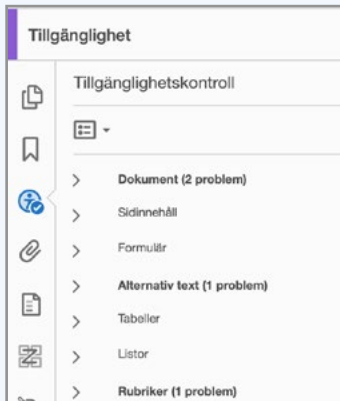 Tillgänglighet
Tillgänglighetskontroll
Dokument (2 problem)
Sidinnehåll
Formulär
Alternativ text (1 problem)
Tabeller
Listor
Rubriker (1 problem)